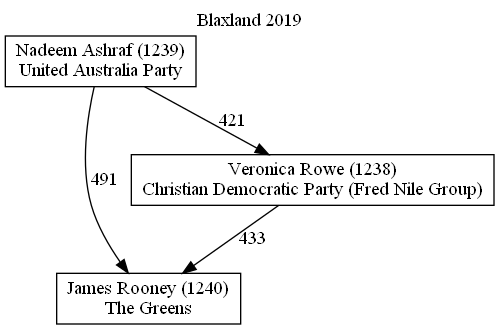 Blaxland 2019
Nadeem Ashraf (1239)
United Australia Party
421
Veronica Rowe (1238)
Christian Democratic Party (Fred Nile Group)
491
433
James Rooney (1240)
The Greens